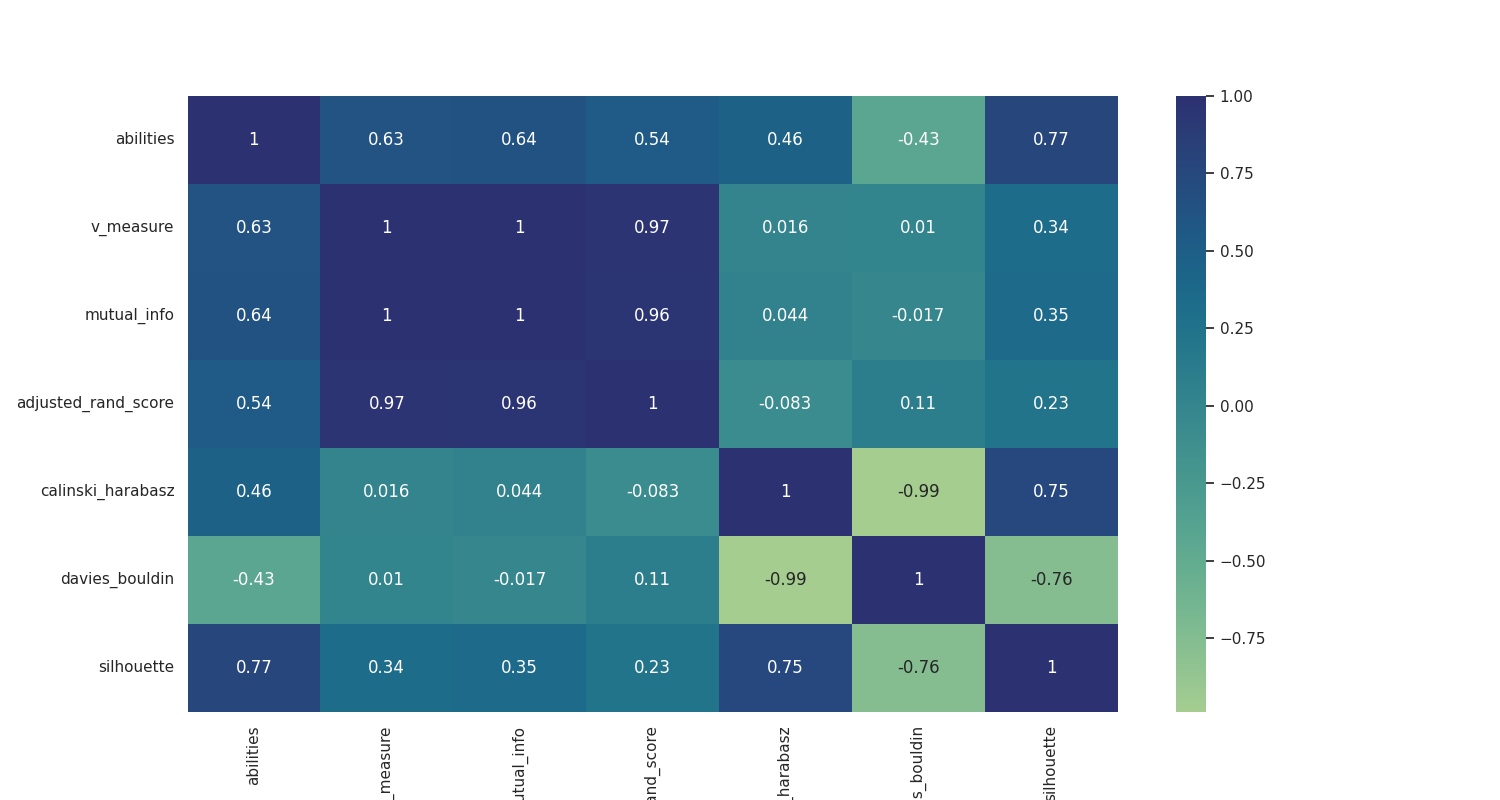 abilities 1 0.63 0.64 0.54 0.46 -0.43 0.77
v_measure 0.63 1 1 0.97 0.016 0.01 0.34
mutual_info 0.64 1 1 0.96 0.044 -0.017 0.35
adjusted_rand_score 0.54 0.97 0.96 1 -0.083 0.11 0.23
calinski_harabasz 0.46 0.016 0.044 -0.083 1 -0.99 0.75
davies_bouldin -0.43 0.01 -0.017 0.11 -0.99 1 -0.76
silhouette 0.77 0.34 0.35 0.23 0.75 -0.76 1
abilities
_measure
utual_info
and_score
_harabasz
s_bouldin
silhouette
1.00
0.75
0.50
0.25
0.00
−0.25
−0.50
−0.75